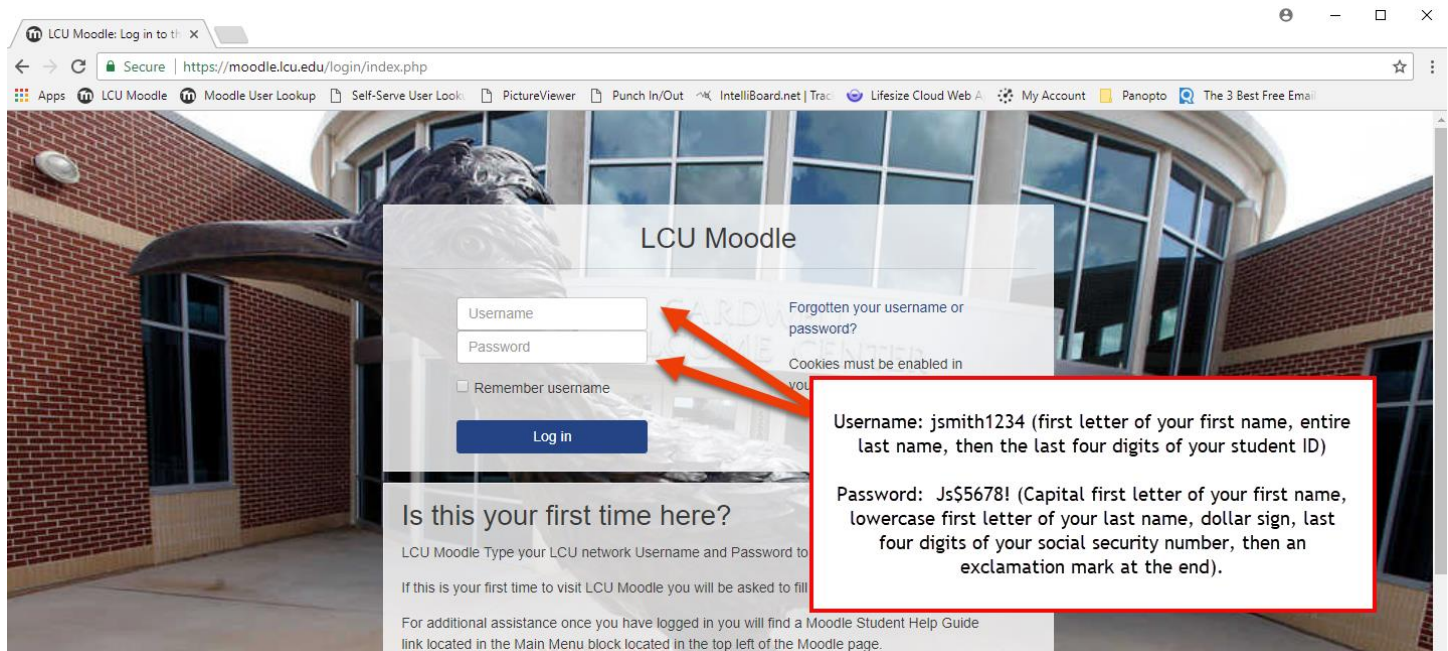 LCU Moodle: Log in to th
Secure | https://moodle.lcu.edu/login/index.php
Apps LCU Moodle Moodle User Lookup Self-Serve User Look PictureViewer Punch In/Out IntelliBoard.net | Trac Lifesize Cloud Web A My Account Panopto The 3 Best Free Email
LCU Moodle
Username
Password
Remember username
Log in
Forgotten your username or
password?
Cookies must be enabled in
you
CARDW
COME CENTER
Username: jsmith1234 (first letter of your first name, entire
last name, then the last four digits of your student ID)
Password: Js$5678! (Capital first letter of your first name,
lowercase first letter of your last name, dollar sign, last
four digits of your social security number, then an
exclamation mark at the end).
Is this your first time here?
LCU Moodle Type your LCU network Username and Password to
If this is your first time to visit LCU Moodle you will be asked to fill
For additional assistance once you have logged in you will find a Moodle Student Help Guide
link located in the Main Menu block located in the top left of the Moodle page.